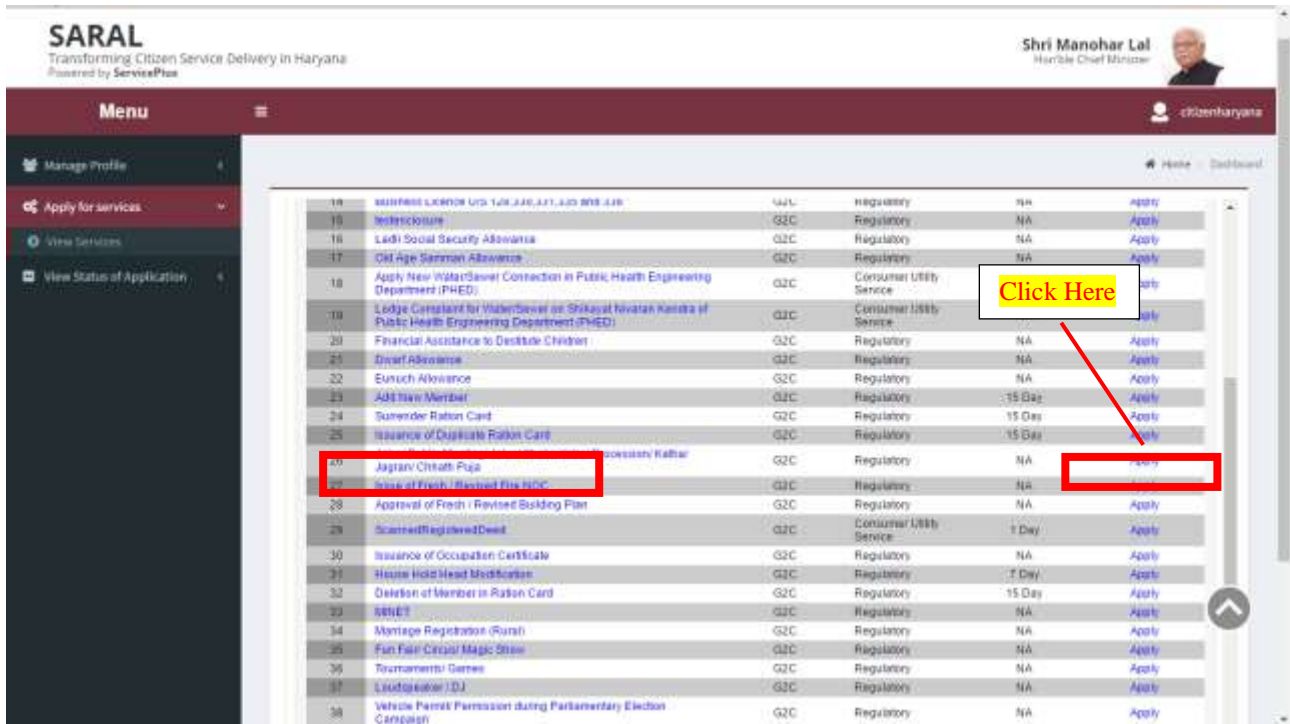 SARAL
Transforming Citizen Service Delivery in Haryana
Powered by ServicePlus
Shri Manohar Lal
Hon'ble Chief Minister
Menu
citizenharyana
Manage Profile
Home Dashboard
Apply for services
View Services
View Status of Application
14 Business Licence U/S G2C Regulatory NA Apply
15 testenclosure G2C Regulatory NA Apply
16 Ladli Social Security Allowance G2C Regulatory NA Apply
17 Old Age Samman Allowance G2C Regulatory NA Apply
18 Apply New Water/Sewer Connection in Public Health Engineering
Department (PHED) G2C Consumer Utility
Service
Click Here
19 Lodge Complaint for Water/Sewer on Shikayat Nivaran Kendra of
Public Health Engineering Department (PHED) G2C Consumer Utility
Service
20 Financial Assistance to Destitute Children G2C Regulatory NA Apply
21 Dwarf Allowance G2C Regulatory NA Apply
22 Eunuch Allowance G2C Regulatory NA Apply
23 Add New Member G2C Regulatory 15 Day Apply
24 Surrender Ration Card G2C Regulatory 15 Day Apply
25 Issuance of Duplicate Ration Card G2C Regulatory 15 Day Apply
26 Procession/ Kathar
Jagran/ Chhath Puja G2C Regulatory NA Apply
27 Issue of Fresh / Revised Fire NOC G2C Regulatory NA Apply
28 Approval of Fresh / Revised Building Plan G2C Regulatory NA Apply
29 ScannedRegisteredDeed G2C Consumer Utility
Service 1 Day Apply
30 Issuance of Occupation Certificate G2C Regulatory NA Apply
31 House Hold Head Modification G2C Regulatory 7 Day Apply
32 Deletion of Member in Ration Card G2C Regulatory 15 Day Apply
33 G2C Regulatory NA Apply
34 Marriage Registration (Rural) G2C Regulatory NA Apply
35 Fun Fair/ Circus/ Magic Show G2C Regulatory NA Apply
36 Tournaments/ Games G2C Regulatory NA Apply
37 Loudspeaker / DJ G2C Regulatory NA Apply
38 Vehicle Permit/ Permission during Parliamentary Election
Campaign G2C Regulatory NA Apply